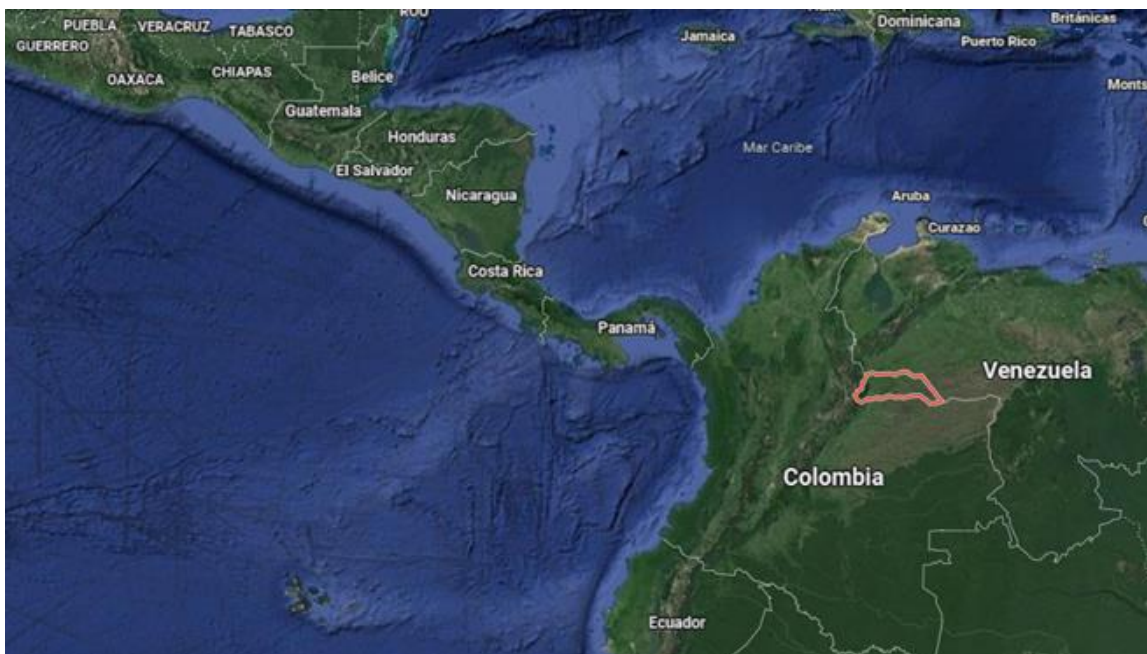 PUEBLA
VERACRUZ
TABASCO
GUERRERO
OAXACA
CHIAPAS
Belice
Guatemala
Honduras
El Salvador
Nicaragua
Costa Rica
Panamá
Jamaica
Dominicana
Británicas
Puerto Rico
Monts
Mar Caribe
Aruba
Curazao
Venezuela
Colombia
Ecuador